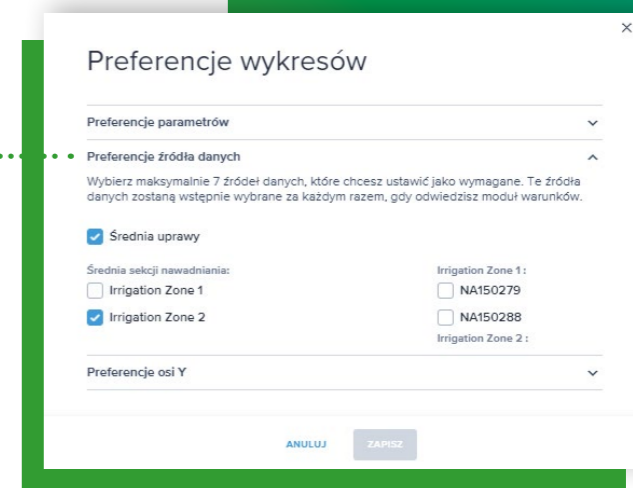 Preferencje wykresów
Preferencje parametrów
Preferencje źródła danych
Wybierz maksymalnie 7 źródeł danych, które chcesz ustawić jako wymagane. Te źródła
danych zostaną wstępnie wybrane za każdym razem, gdy odwiedzisz moduł warunków.
Średnia uprawy
Średnia sekcji nawadniania:
Irrigation Zone 1
Irrigation Zone 2
Irrigation Zone 1 :
NA150279
NA150288
Irrigation Zone 2 :
Preferencje osi Y
ANULUJ
ZAPISZ